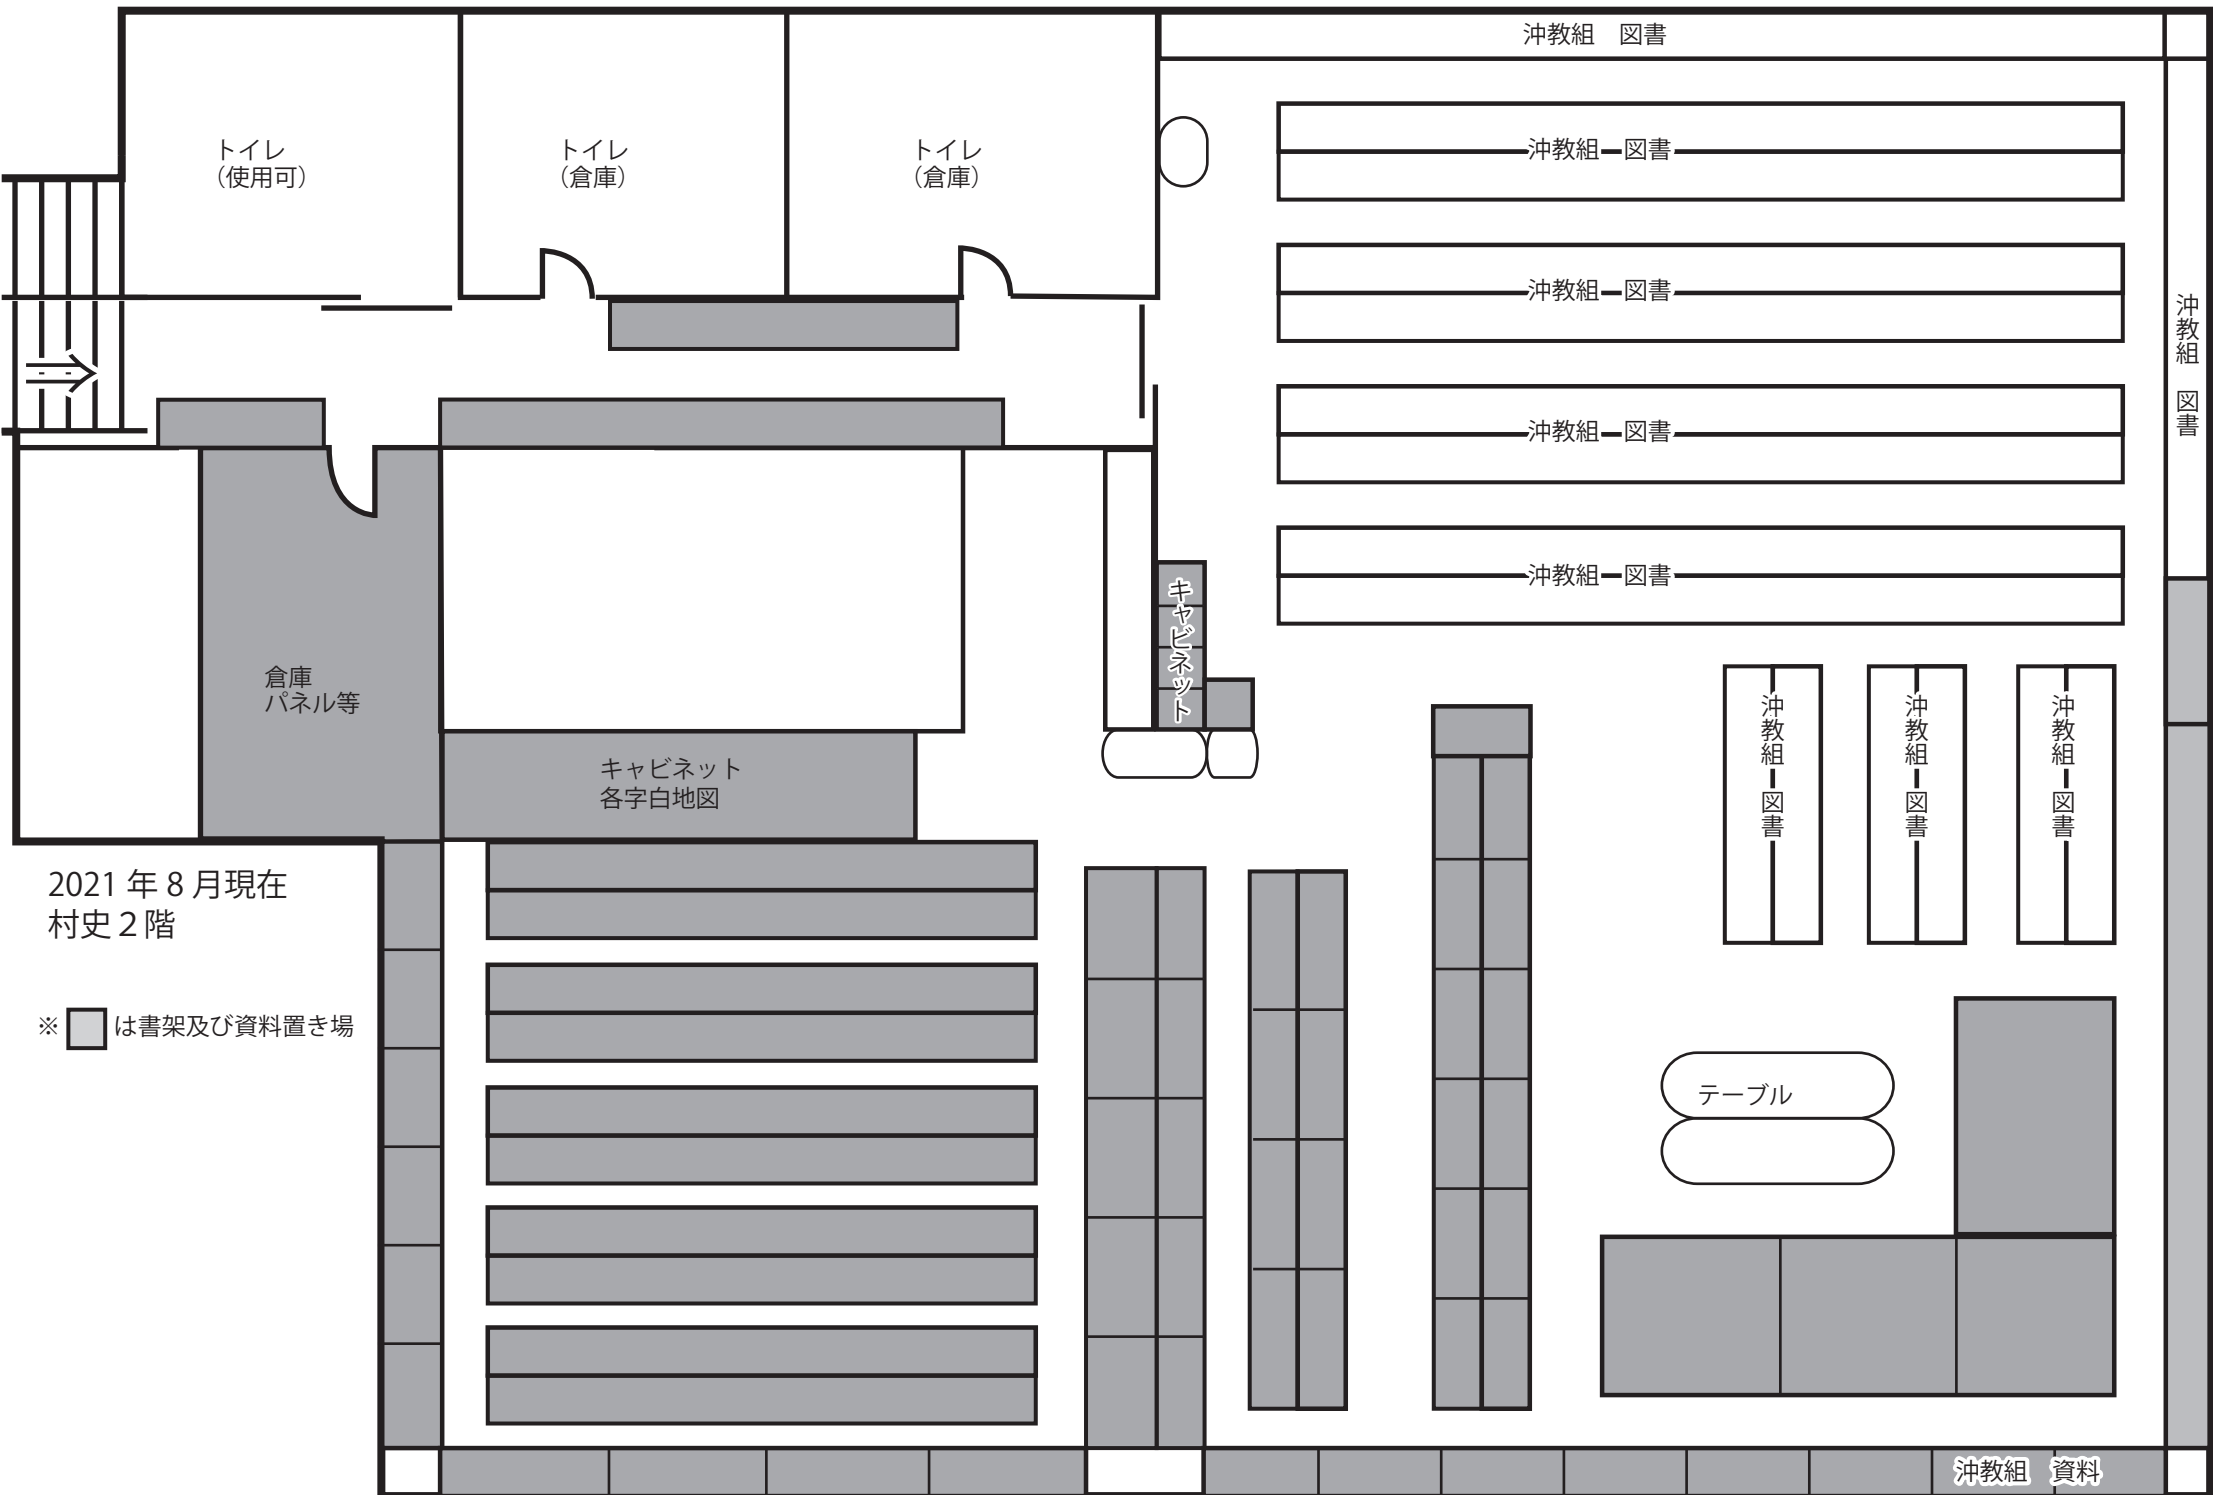 沖教組　図書
トイレ
（使用可）
トイレ
（倉庫）
トイレ
（倉庫）
沖教組　図書
沖教組　図書
沖教組　図書
沖教組　図書
沖教組　図書
キャビネット
倉庫
パネル等
キャビネット
各字白地図
沖教組　図書
沖教組　図書
沖教組　図書
2021 年 8 月現在
村史２階
※　は書架及び資料置き場
テーブル
沖教組　資料